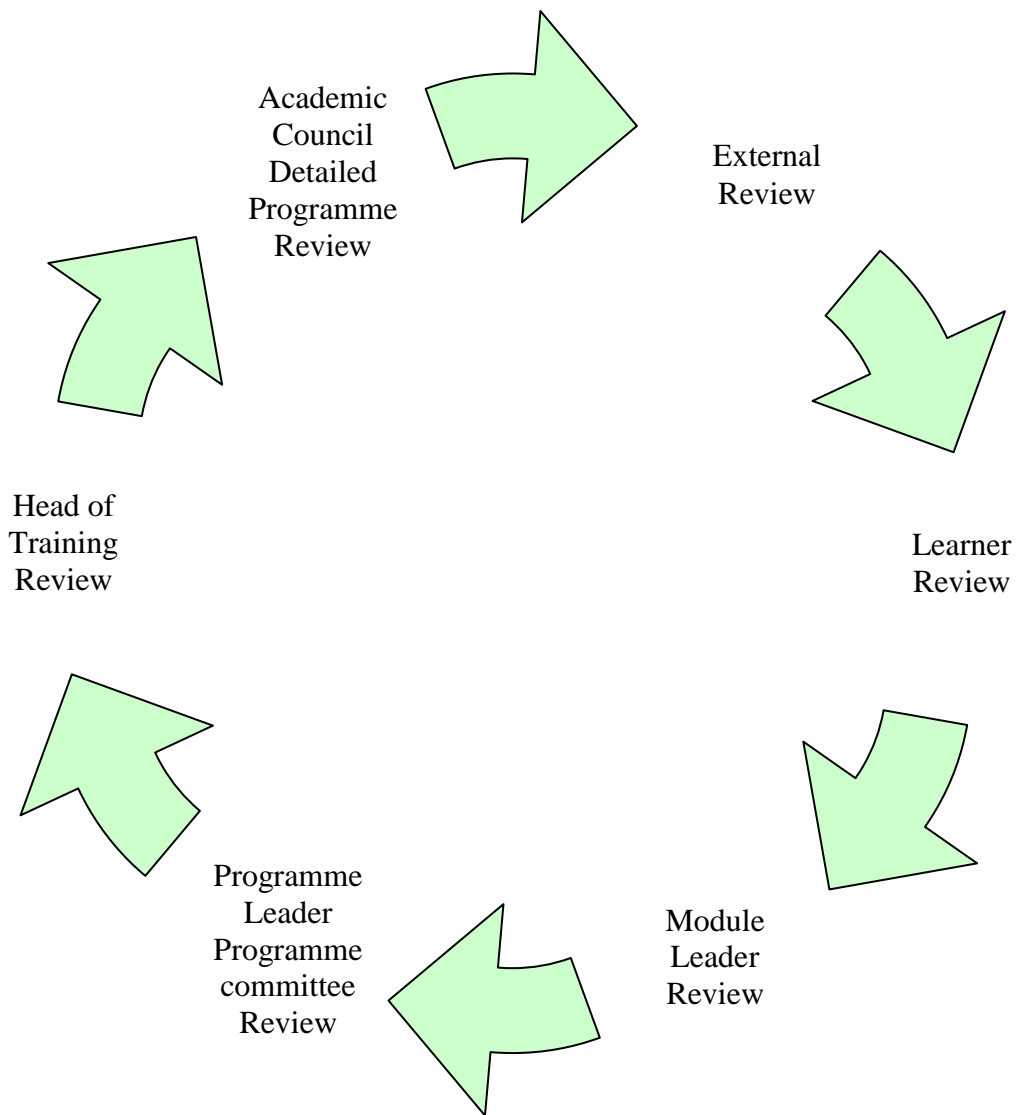 Academic
Council
Detailed
Programme
Review
External
Review
Learner
Review
Module
Leader
Review
Programme
Leader
Programme
committee
Review
Head of
Training
Review